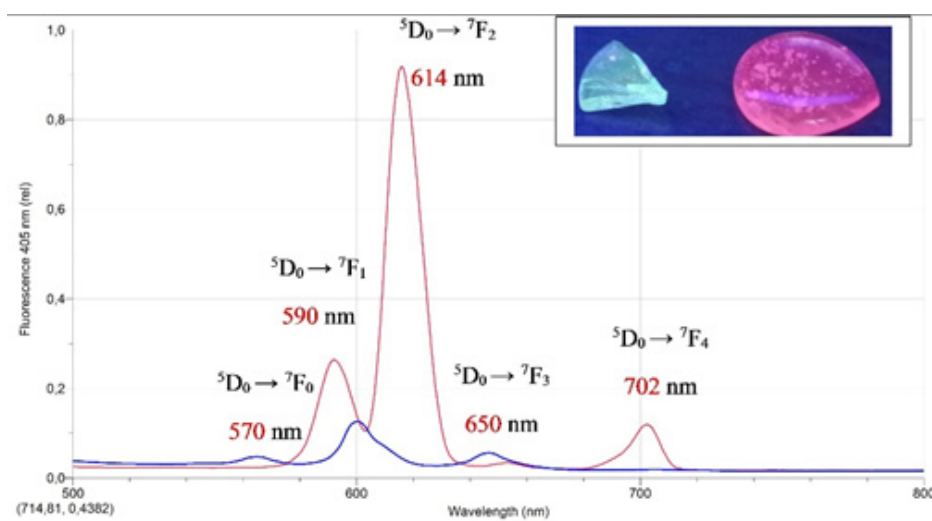 1,0
⁵D₀ → ⁷F₂
614 nm
0,8
Fluorescence 405 nm (rel)
0,6
⁵D₀ → ⁷F₁
0,4
590 nm
⁵D₀ → ⁷F₄
⁵D₀ → ⁷F₀
⁵D₀ → ⁷F₃
702 nm
0,2
570 nm
650 nm
0,0
500
600
700
800
(714,81, 0,4382)
Wavelength (nm)